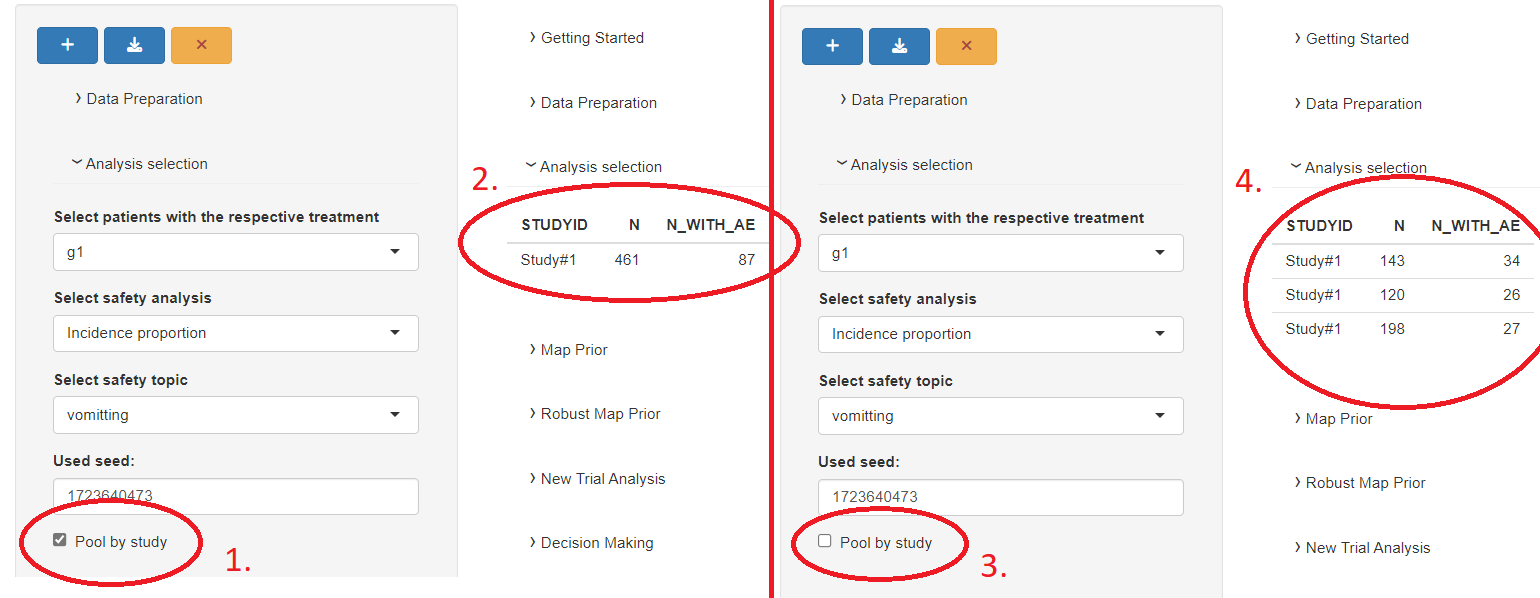 Data Preparation
Analysis selection
Select patients with the respective treatment
g1
Select safety analysis
Incidence proportion
Select safety topic
vomitting
Used seed:
1723640473
Pool by study
1.
Getting Started
Data Preparation
Analysis selection
2.
STUDYID N N_WITH_AE
Study#1 461 87
Map Prior
Robust Map Prior
New Trial Analysis
Decision Making
Data Preparation
Analysis selection
Select patients with the respective treatment
g1
Select safety analysis
Incidence proportion
Select safety topic
vomitting
Used seed:
1723640473
Pool by study
3.
Getting Started
Data Preparation
Analysis selection
4.
STUDYID N N_WITH_AE
Study#1 143 34
Study#1 120 26
Study#1 198 27
Map Prior
Robust Map Prior
New Trial Analysis